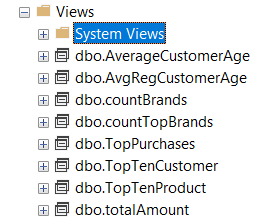 Views
System Views
dbo.AverageCustomerAge
dbo.AvgRegCustomerAge
dbo.countBrands
dbo.countTopBrands
dbo.TopPurchases
dbo.TopTenCustomer
dbo.TopTenProduct
dbo.totalAmount